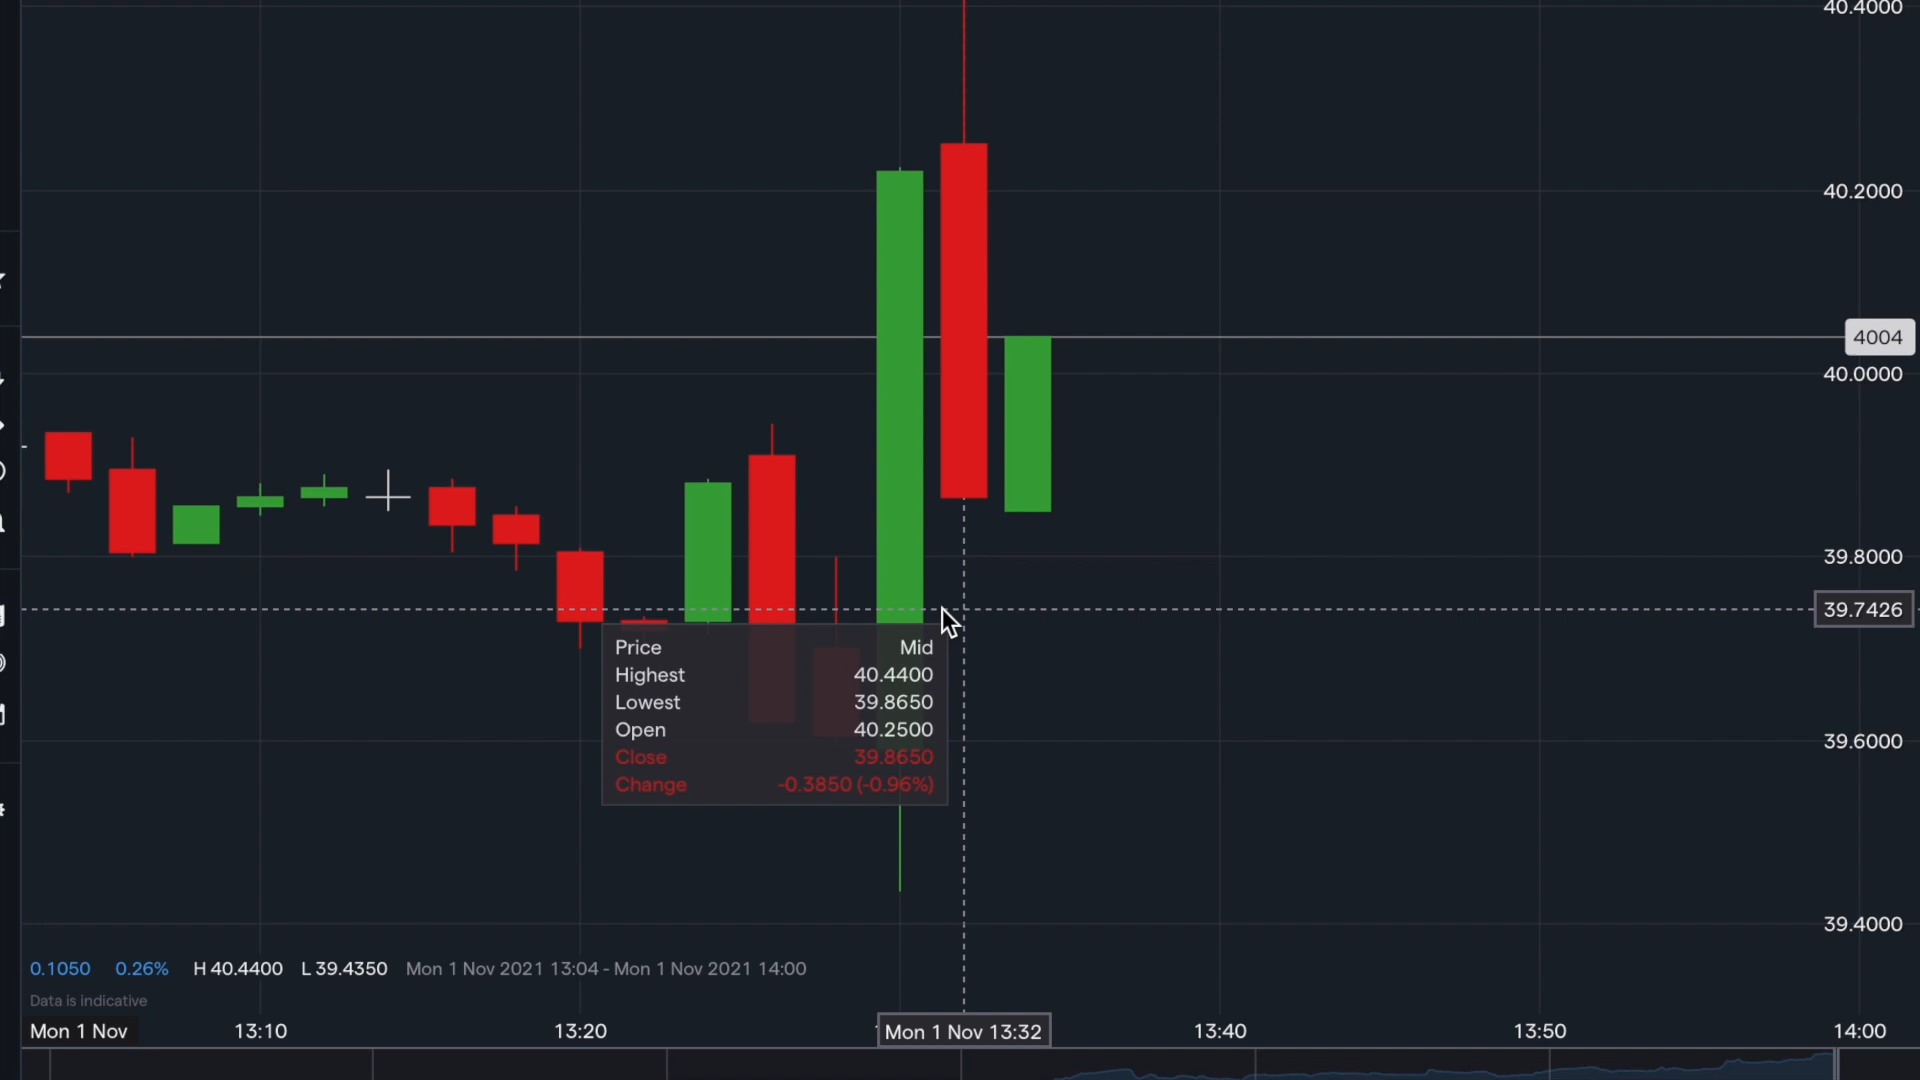 40.4000
40.2000
4004
40.0000
39.8000
39.7426
Price Mid
Highest 40.4400
Lowest 39.8650
Open 40.2500
Close 39.8650
Change -0.3850 (-0.96%)
39.6000
39.4000
0.1050 0.26% H 40.4400 L 39.4350 Mon 1 Nov 2021 13:04 - Mon 1 Nov 2021 14:00
Data is indicative
Mon 1 Nov 13:10 13:20 Mon 1 Nov 13:32 13:40 13:50 14:00